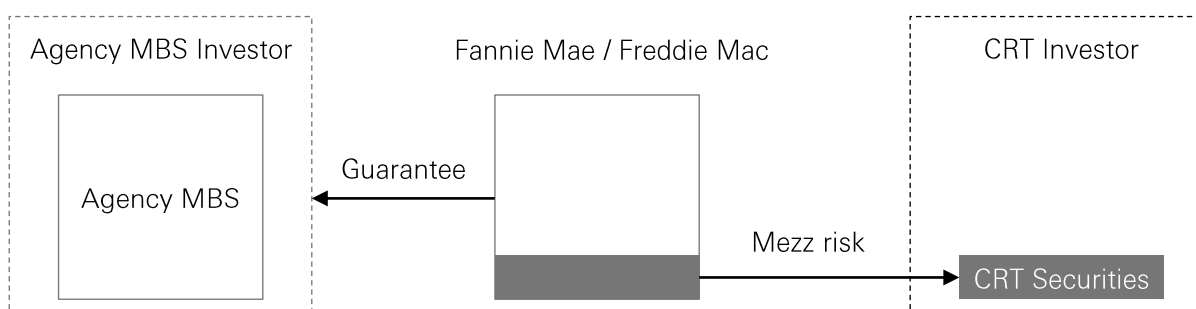 Agency MBS Investor
Fannie Mae / Freddie Mac
CRT Investor
Agency MBS
Guarantee
Mezz risk
CRT Securities